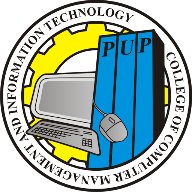 COLLEGE OF COMPUTER MANAGEMENT AND INFORMATION TECHNOLOGY
PUP